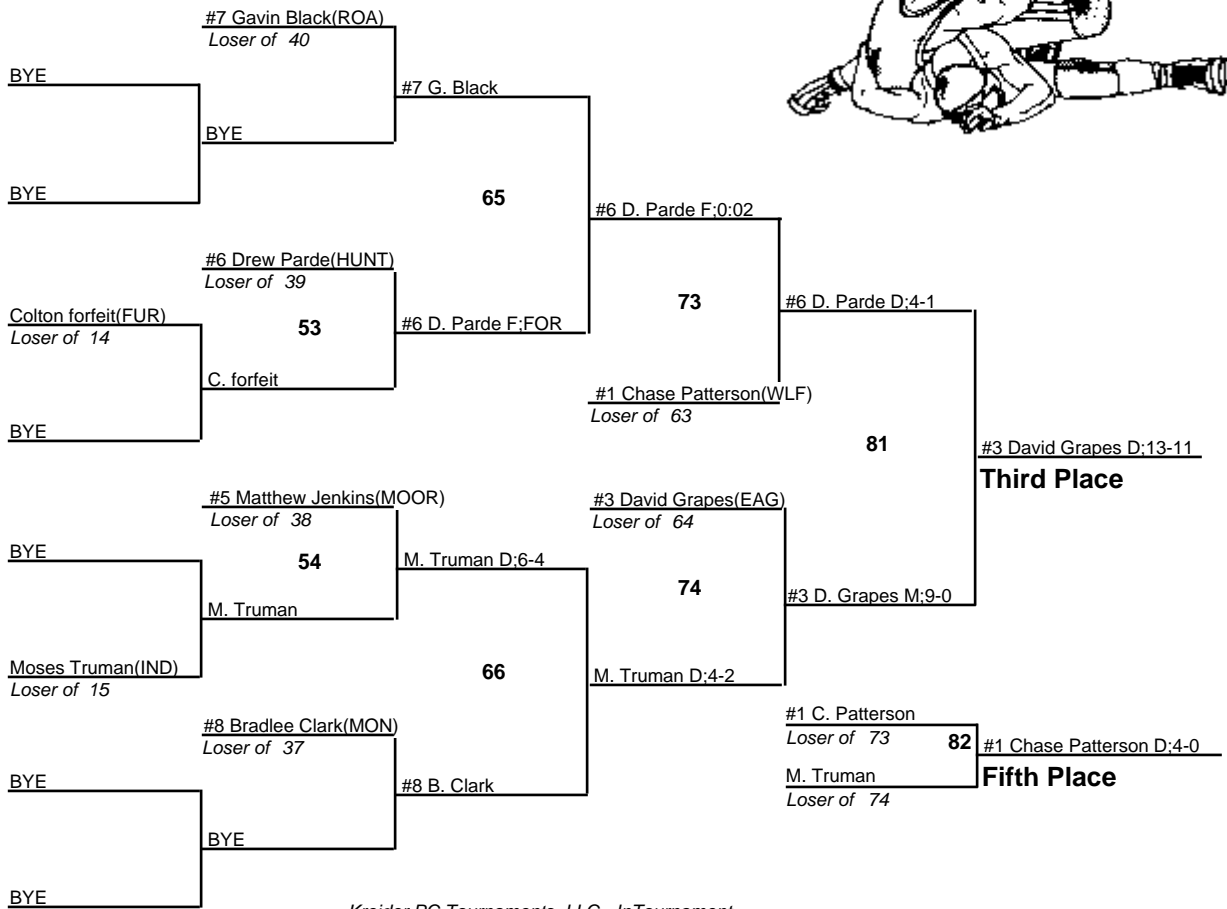 #7 Gavin Black(ROA)
Loser of 40
BYE
#7 G. Black
BYE
BYE
65
#6 D. Parde F;0:02
#6 Drew Parde(HUNT)
Loser of 39
73
#6 D. Parde D;4-1
Colton forfeit(FUR)
Loser of 14
53
#6 D. Parde F;FOR
C. forfeit
#1 Chase Patterson(WLF)
Loser of 63
BYE
81
#3 David Grapes D;13-11
Third Place
#5 Matthew Jenkins(MOOR)
Loser of 38
#3 David Grapes(EAG)
Loser of 64
BYE
54
M. Truman D;6-4
74
M. Truman
#3 D. Grapes M;9-0
Moses Truman(IND)
Loser of 15
66
M. Truman D;4-2
#8 Bradlee Clark(MON)
Loser of 37
#1 C. Patterson
Loser of 73
82
#1 Chase Patterson D;4-0
Fifth Place
BYE
#8 B. Clark
M. Truman
Loser of 74
BYE
BYE